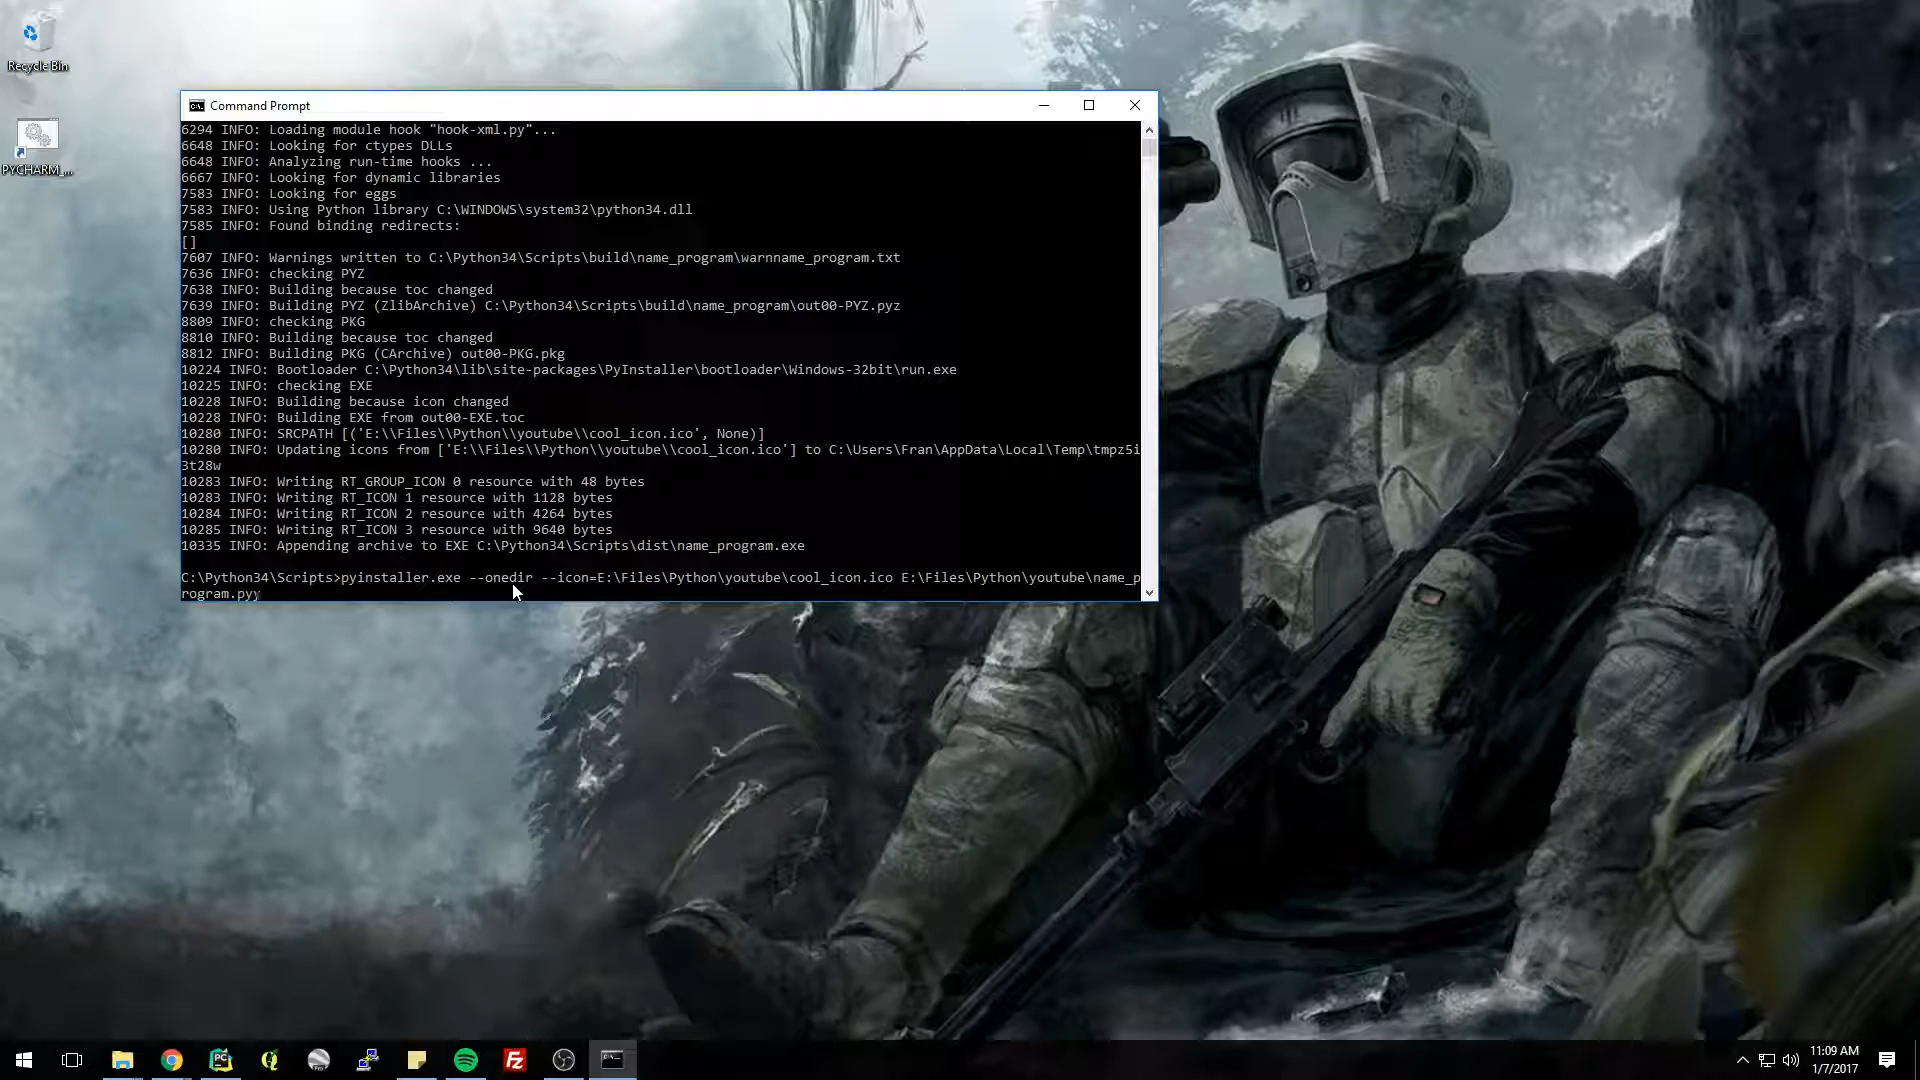 Recycle Bin
PYCHARM_...
Command Prompt
6294 INFO: Loading module hook "hook-xml.py"...
6648 INFO: Looking for ctypes DLLs
6648 INFO: Analyzing run-time hooks ...
6667 INFO: Looking for dynamic libraries
7583 INFO: Looking for eggs
7583 INFO: Using Python library C:\WINDOWS\system32\python34.dll
7585 INFO: Found binding redirects:
[]
7607 INFO: Warnings written to C:\Python34\Scripts\build\name_program\warnname_program.txt
7636 INFO: checking PYZ
7638 INFO: Building because toc changed
7639 INFO: Building PYZ (ZlibArchive) C:\Python34\Scripts\build\name_program\out00-PYZ.pyz
8809 INFO: checking PKG
8810 INFO: Building because toc changed
8812 INFO: Building PKG (CArchive) out00-PKG.pkg
10224 INFO: Bootloader C:\Python34\lib\site-packages\PyInstaller\bootloader\Windows-32bit\run.exe
10225 INFO: checking EXE
10228 INFO: Building because icon changed
10228 INFO: Building EXE from out00-EXE.toc
10280 INFO: SRCPATH [('E:\\Files\\Python\\youtube\\cool_icon.ico', None)]
10280 INFO: Updating icons from ['E:\\Files\\Python\\youtube\\cool_icon.ico'] to C:\Users\Fran\AppData\Local\Temp\tmpz5i
3t28w
10283 INFO: Writing RT_GROUP_ICON 0 resource with 48 bytes
10283 INFO: Writing RT_ICON 1 resource with 1128 bytes
10284 INFO: Writing RT_ICON 2 resource with 4264 bytes
10285 INFO: Writing RT_ICON 3 resource with 9640 bytes
10335 INFO: Appending archive to EXE C:\Python34\Scripts\dist\name_program.exe
C:\Python34\Scripts>pyinstaller.exe --onedir --icon=E:\Files\Python\youtube\cool_icon.ico E:\Files\Python\youtube\name_p
rogram.pyy
11:09 AM
1/7/2017